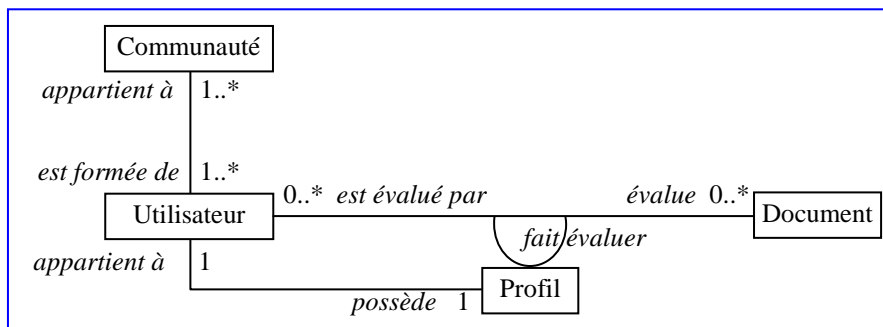 Communauté
appartient à 1..*
est formée de 1..*
0..* est évalué par évalue 0..*
Utilisateur Document
fait évaluer
appartient à 1
Profil
possède 1